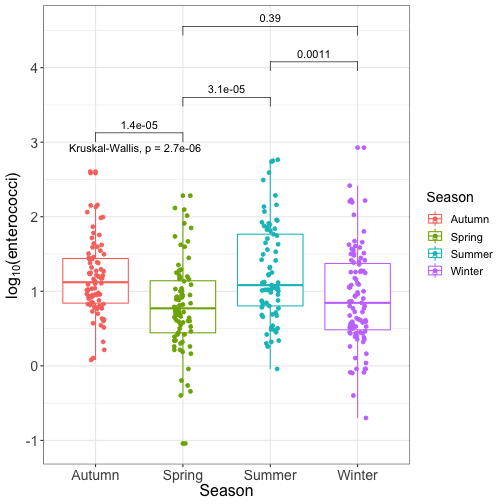 0.39
0.0011
3.1e-05
1.4e-05
Kruskal-Wallis, p = 2.7e-06
4
3
2
1
0
-1
log10(enterococci)
Autumn Spring Summer Winter
Season
Season
Autumn
Spring
Summer
Winter